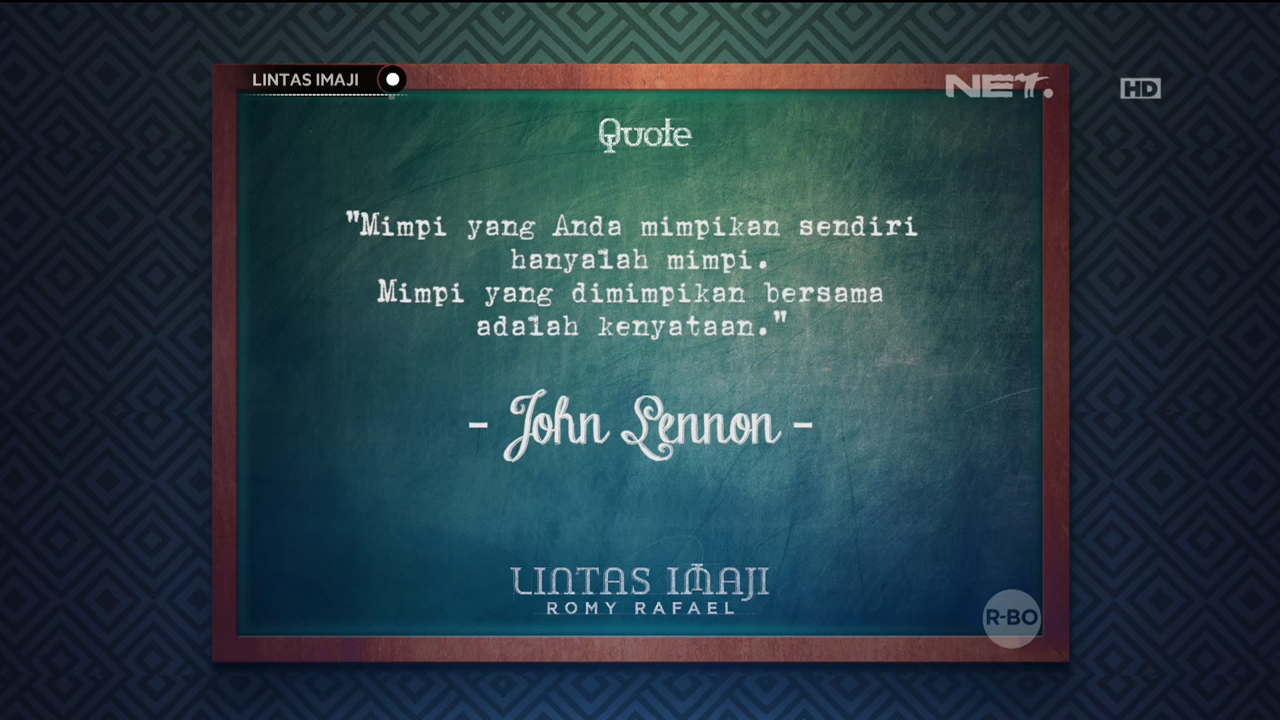 LINTAS IMAJI
NET.
HD
Quote
"Mimpi yang Anda mimpikan sendiri
hanyalah mimpi.
Mimpi yang dimimpikan bersama
adalah kenyataan."
- John Lennon -
LINTAS IMAJI
ROMY RAFAEL
R-BO